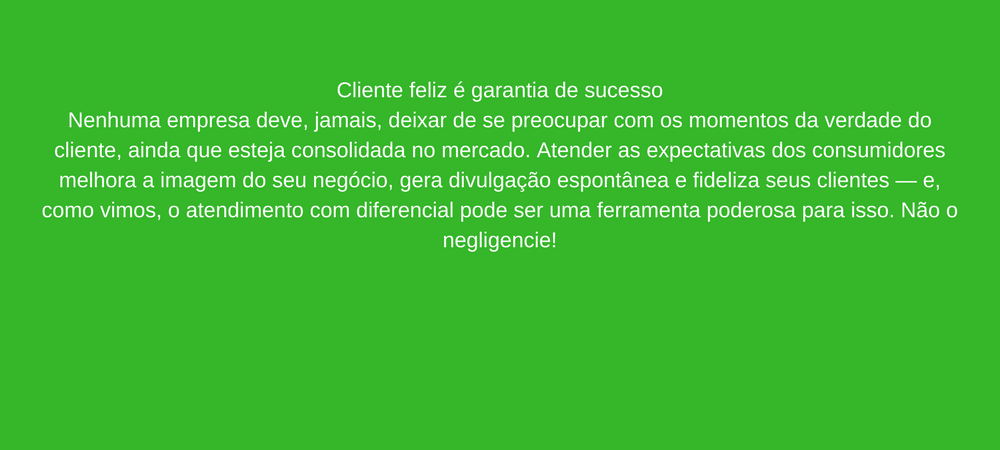 Cliente feliz é garantia de sucesso
Nenhuma empresa deve, jamais, deixar de se preocupar com os momentos da verdade do
cliente, ainda que esteja consolidada no mercado. Atender as expectativas dos consumidores
melhora a imagem do seu negócio, gera divulgação espontânea e fideliza seus clientes — e,
como vimos, o atendimento com diferencial pode ser uma ferramenta poderosa para isso. Não o
negligencie!